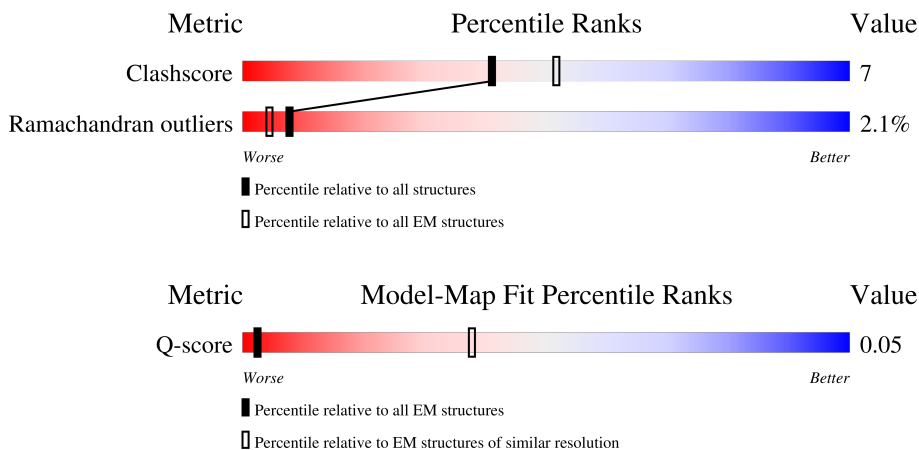 Metric Percentile Ranks Value
Clashscore 7
Ramachandran outliers 2.1%
Worse Better
Percentile relative to all structures
Percentile relative to all EM structures
Metric Model-Map Fit Percentile Ranks Value
Q-score 0.05
Worse Better
Percentile relative to all EM structures
Percentile relative to EM structures of similar resolution